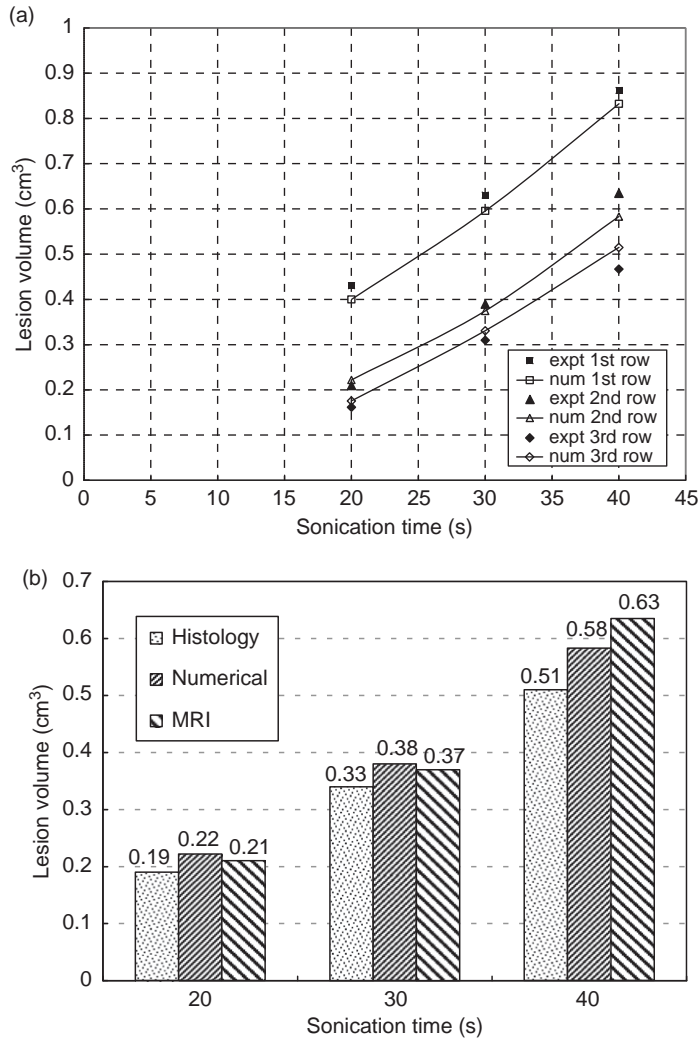 (a)
1
0.9
0.8
0.7
0.6
0.5
0.4
0.3
0.2
0.1
0
Lesion volume (cm³)
expt 1st row
num 1st row
expt 2nd row
num 2nd row
expt 3rd row
num 3rd row
0 5 10 15 20 25 30 35 40 45
Sonication time (s)
(b)
0.7
0.6
0.5
0.4
0.3
0.2
0.1
0
Lesion volume (cm³)
Histology
Numerical
MRI
0.19 0.22 0.21
0.33 0.38 0.37
0.51 0.58 0.63
20 30 40
Sonication time (s)